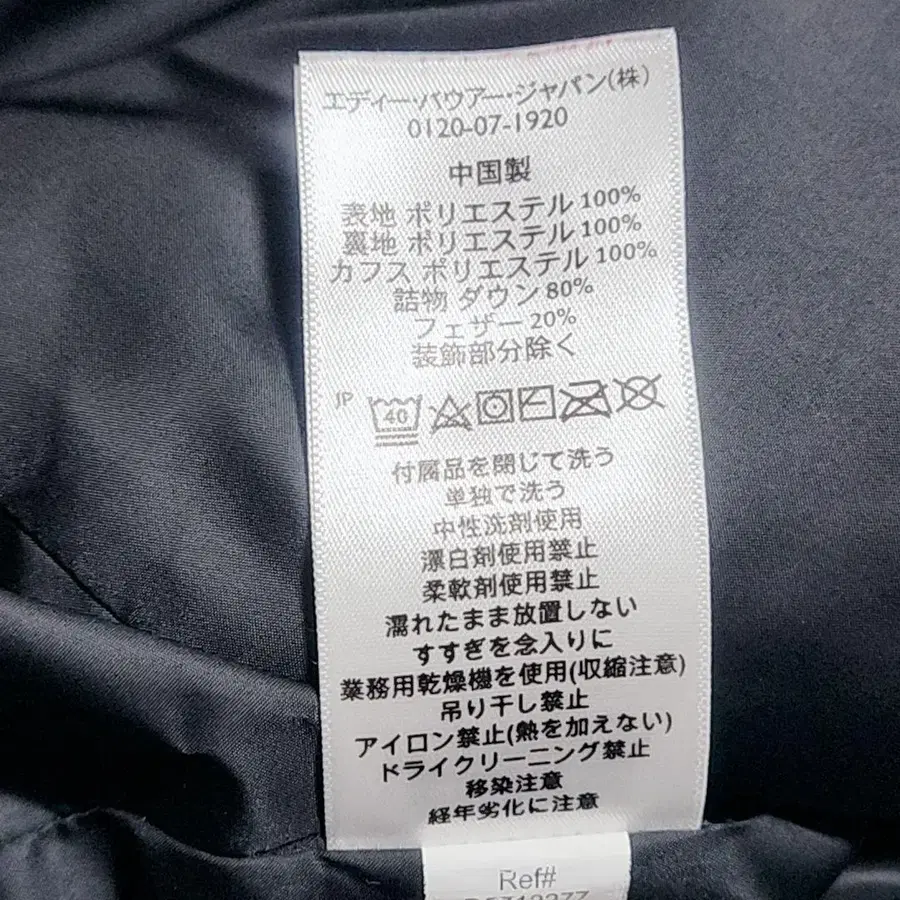 エディー・バウアー・ジャパン(株)
0120-07-1920
中国製
表地 ポリエステル 100%
裏地 ポリエステル 100%
カフス ポリエステル 100%
詰物 ダウン 80%
フェザー 20%
装飾部分除く
JP 40
付属品を閉じて洗う
単独で洗う
中性洗剤使用
漂白剤使用禁止
柔軟剤使用禁止
濡れたまま放置しない
すすぎを念入りに
業務用乾燥機を使用(収縮注意)
吊り干し禁止
アイロン禁止(熱を加えない)
ドライクリーニング禁止
移染注意
経年劣化に注意
Ref#